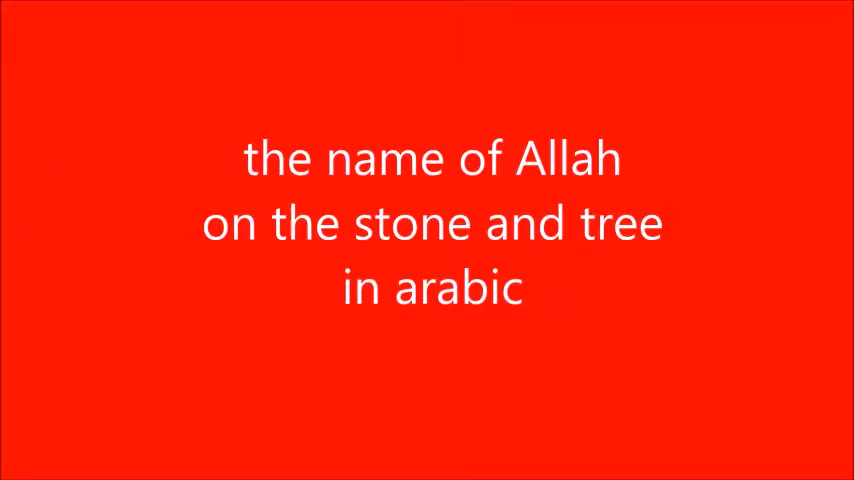 the name of Allah
on the stone and tree
in arabic